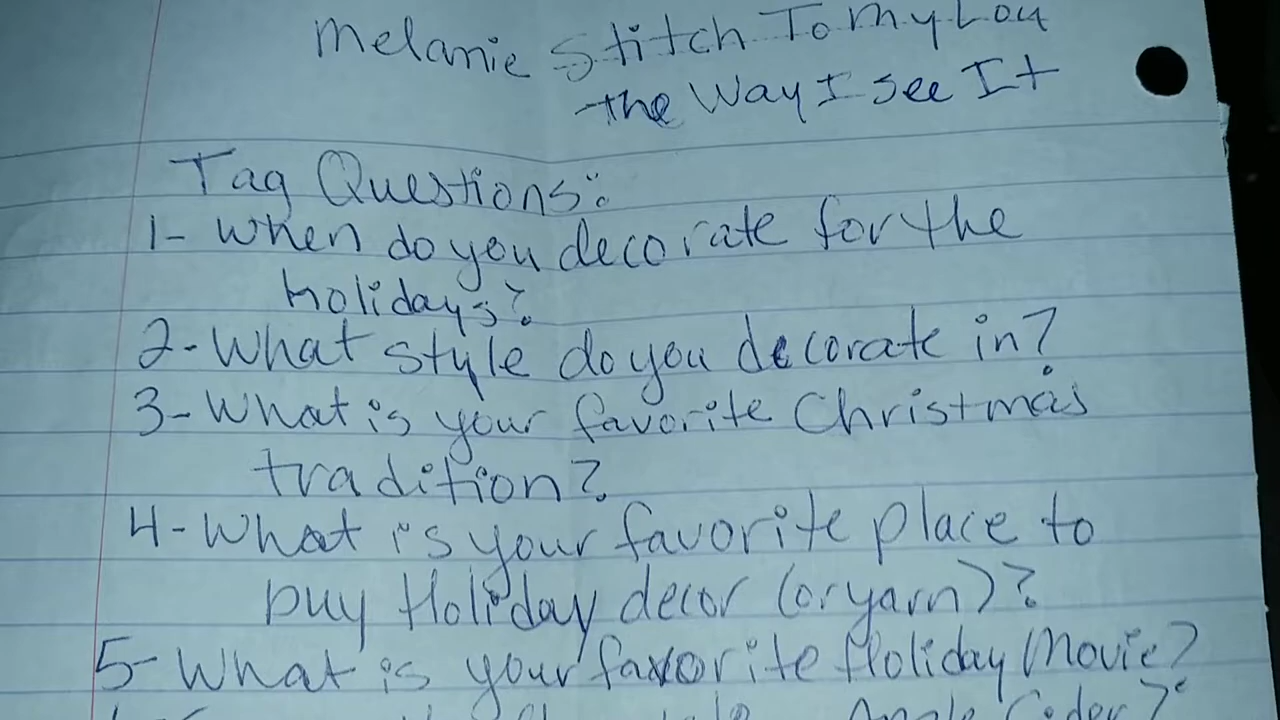 Melanie Stitch To My Lou
the Way I see It
Tag Questions:
1- When do you decorate for the
holidays?
2- What style do you decorate in?
3- What is your favorite Christmas
tradition?
4- What is your favorite place to
buy Holiday decor (or yarn)?
5- What is your favorite Holiday Movie?